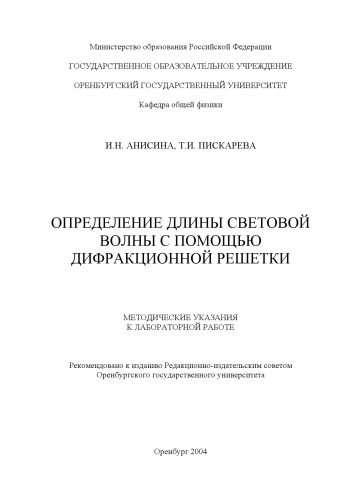 Министерство образования Российской Федерации
ГОСУДАРСТВЕННОЕ ОБРАЗОВАТЕЛЬНОЕ УЧРЕЖДЕНИЕ
ОРЕНБУРГСКИЙ ГОСУДАРСТВЕННЫЙ УНИВЕРСИТЕТ
Кафедра общей физики
И.Н. АНИСИНА, Т.И. ПИСКАРЕВА
ОПРЕДЕЛЕНИЕ ДЛИНЫ СВЕТОВОЙ
ВОЛНЫ С ПОМОЩЬЮ
ДИФРАКЦИОННОЙ РЕШЕТКИ
МЕТОДИЧЕСКИЕ УКАЗАНИЯ
К ЛАБОРАТОРНОЙ РАБОТЕ
Рекомендовано к изданию Редакционно-издательским советом
Оренбургского государственного университета
Оренбург 2004